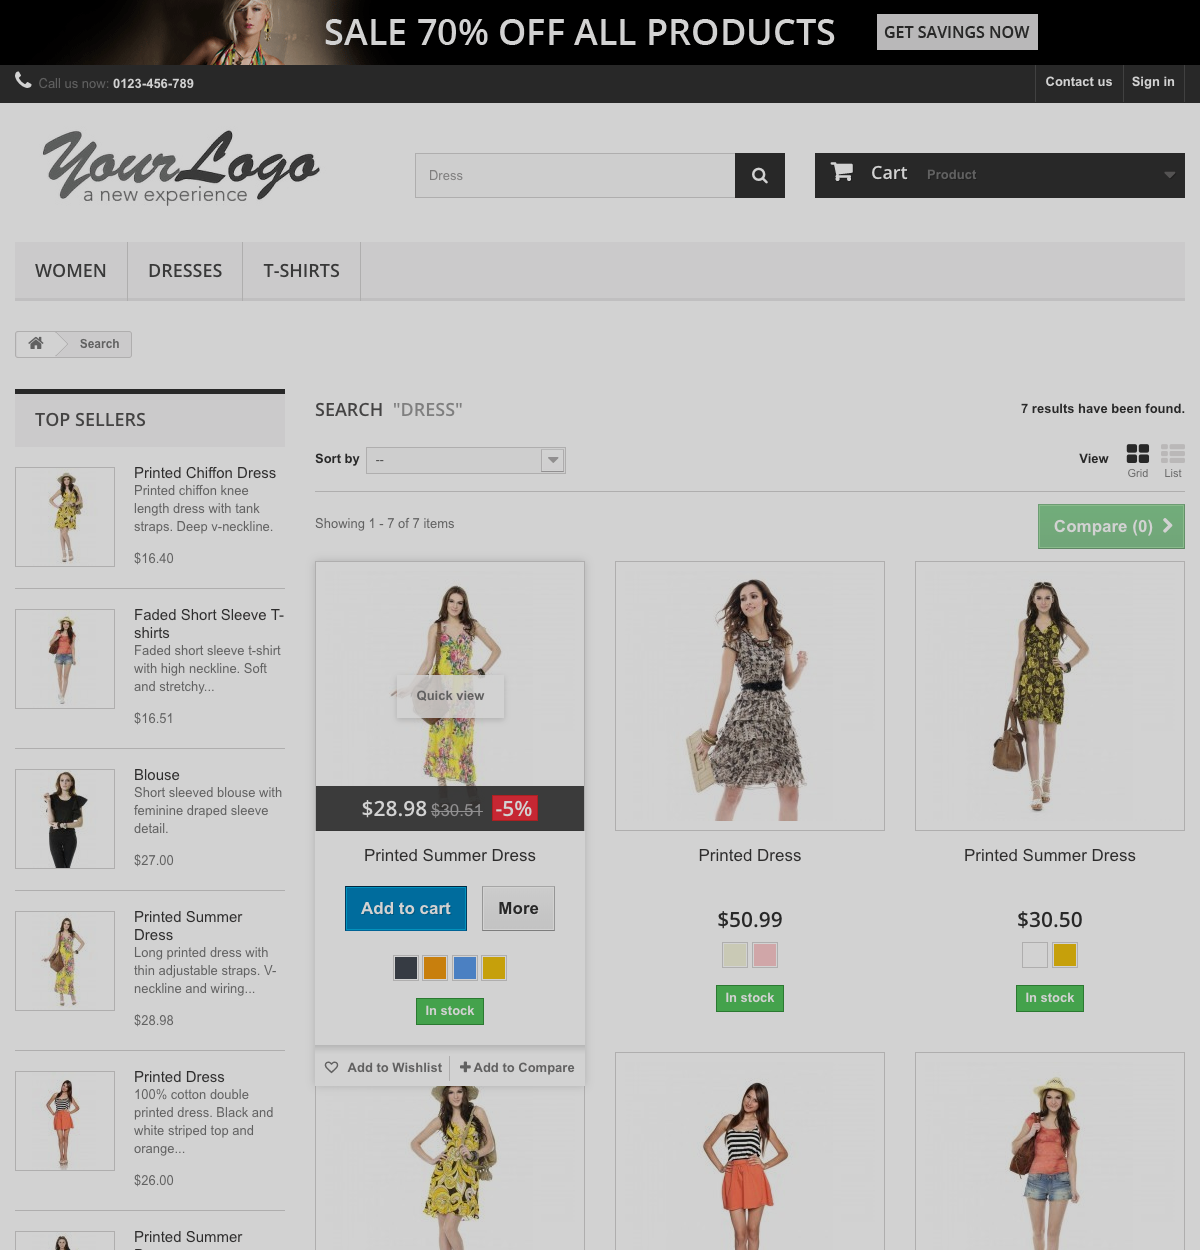 SALE 70% OFF ALL PRODUCTS
GET SAVINGS NOW
Call us now: 0123-456-789
Contact us
Sign in
Your Logo
a new experience
Dress
Cart Product
WOMEN
DRESSES
T-SHIRTS
Search
TOP SELLERS
Printed Chiffon Dress
Printed chiffon knee
length dress with tank
straps. Deep v-neckline.
$16.40
Faded Short Sleeve T-
shirts
Faded short sleeve t-shirt
with high neckline. Soft
and stretchy...
$16.51
Blouse
Short sleeved blouse with
feminine draped sleeve
detail.
$27.00
Printed Summer
Dress
Long printed dress with
thin adjustable straps. V-
neckline and wiring...
$28.98
Printed Dress
100% cotton double
printed dress. Black and
white striped top and
orange...
$26.00
Printed Summer
SEARCH "DRESS"
7 results have been found.
Sort by --
View
Grid
List
Showing 1 - 7 of 7 items
Compare (0)
Quick view
$28.98 $30.51 -5%
Printed Summer Dress
Add to cart
More
In stock
Add to Wishlist
Add to Compare
Printed Dress
$50.99
In stock
Printed Summer Dress
$30.50
In stock